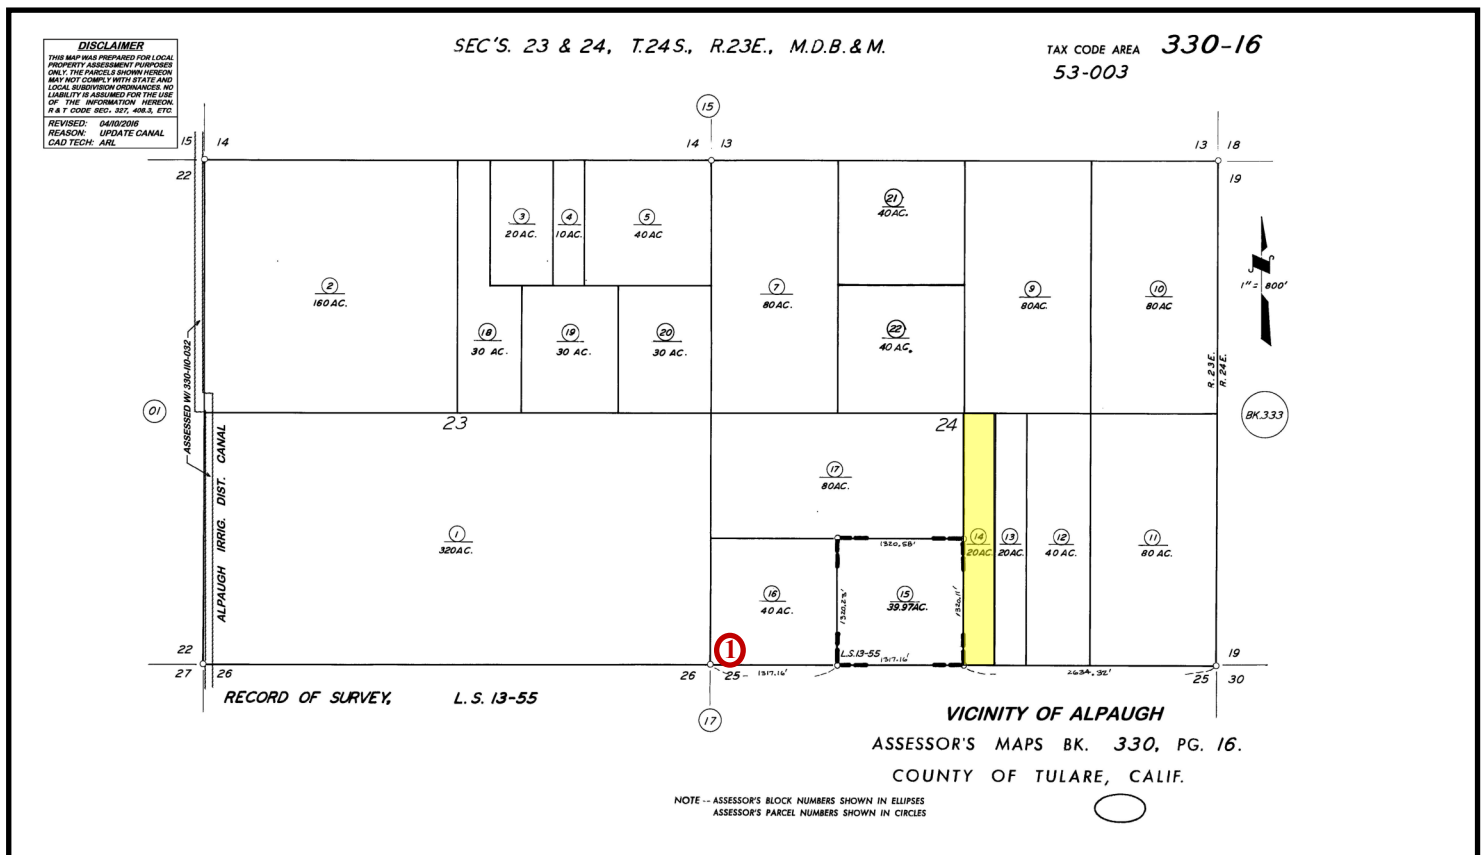 DISCLAIMER
THIS MAP WAS PREPARED FOR LOCAL
PROPERTY ASSESSMENT PURPOSES
ONLY. THE PARCELS SHOWN HEREON
MAY NOT COMPLY WITH STATE AND
LOCAL SUBDIVISION ORDINANCES. NO
LIABILITY IS ASSUMED FOR THE USE
OF THE INFORMATION HEREON.
R & T CODE SEC. 327, 408.3, ETC.
REVISED: 04/10/2016
REASON: UPDATE CANAL
CAD TECH: ARL
SEC'S. 23 & 24, T.24S., R.23E., M.D.B.&M.
TAX CODE AREA 330-16
53-003
15
15 14
14 13
13 18
22
19
3
20AC.
4
10AC.
5
40AC
21
40AC.
2
160AC.
7
80AC.
9
80AC.
10
80AC
1"= 800'
18
30 AC.
19
30 AC.
20
30 AC.
22
40 AC.
R. 23E.
R. 24E.
ASSESSED W/ 330-110-032
01
BK.333
23
24
ALPAUGH IRRIG. DIST. CANAL
17
80AC.
1
320AC.
1320.58'
14
20AC.
13
20AC.
12
40 AC.
11
80 AC.
16
40 AC.
1320.23'
15
39.97AC.
1320.11'
22
1
L.S.13-55
1317.16'
19
27 26
26 25
1317.16'
2634.32'
25 30
RECORD OF SURVEY, L.S. 13-55
17
VICINITY OF ALPAUGH
ASSESSOR'S MAPS BK. 330, PG. 16.
COUNTY OF TULARE, CALIF.
NOTE -- ASSESSOR'S BLOCK NUMBERS SHOWN IN ELLIPSES
ASSESSOR'S PARCEL NUMBERS SHOWN IN CIRCLES